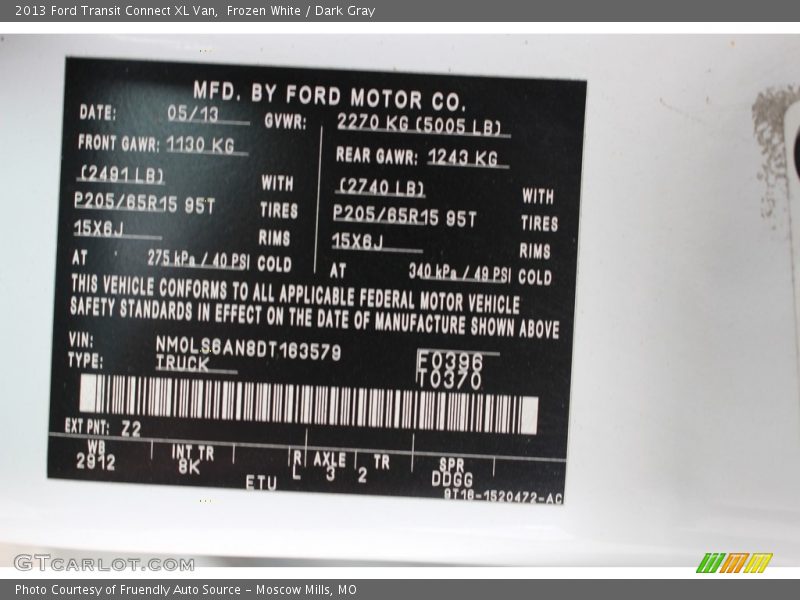 2013 Ford Transit Connect XL Van,  Frozen White / Dark Gray
MFD. BY FORD MOTOR CO.
DATE: 05/13 GVWR: 2270 KG (5005 LB)
FRONT GAWR: 1130 KG REAR GAWR: 1243 KG
(2491 LB) WITH (2740 LB) WITH
P205/65R15 95T TIRES P205/65R15 95T TIRES
15X6J RIMS 15X6J RIMS
AT 275 kPa / 40 PSI COLD AT 340 kPa / 49 PSI COLD
THIS VEHICLE CONFORMS TO ALL APPLICABLE FEDERAL MOTOR VEHICLE
SAFETY STANDARDS IN EFFECT ON THE DATE OF MANUFACTURE SHOWN ABOVE
VIN: NM0LS6AN8DT163579 F0396
TYPE: TRUCK T0370
EXT PNT: Z2
WB INT TR R AXLE TR SPR
2912 8K L 3 2 DDGG
ETU 9T16-1520472-AC
GTCARLOT.COM
Photo Courtesy of Fruendly Auto Source – Moscow Mills, MO